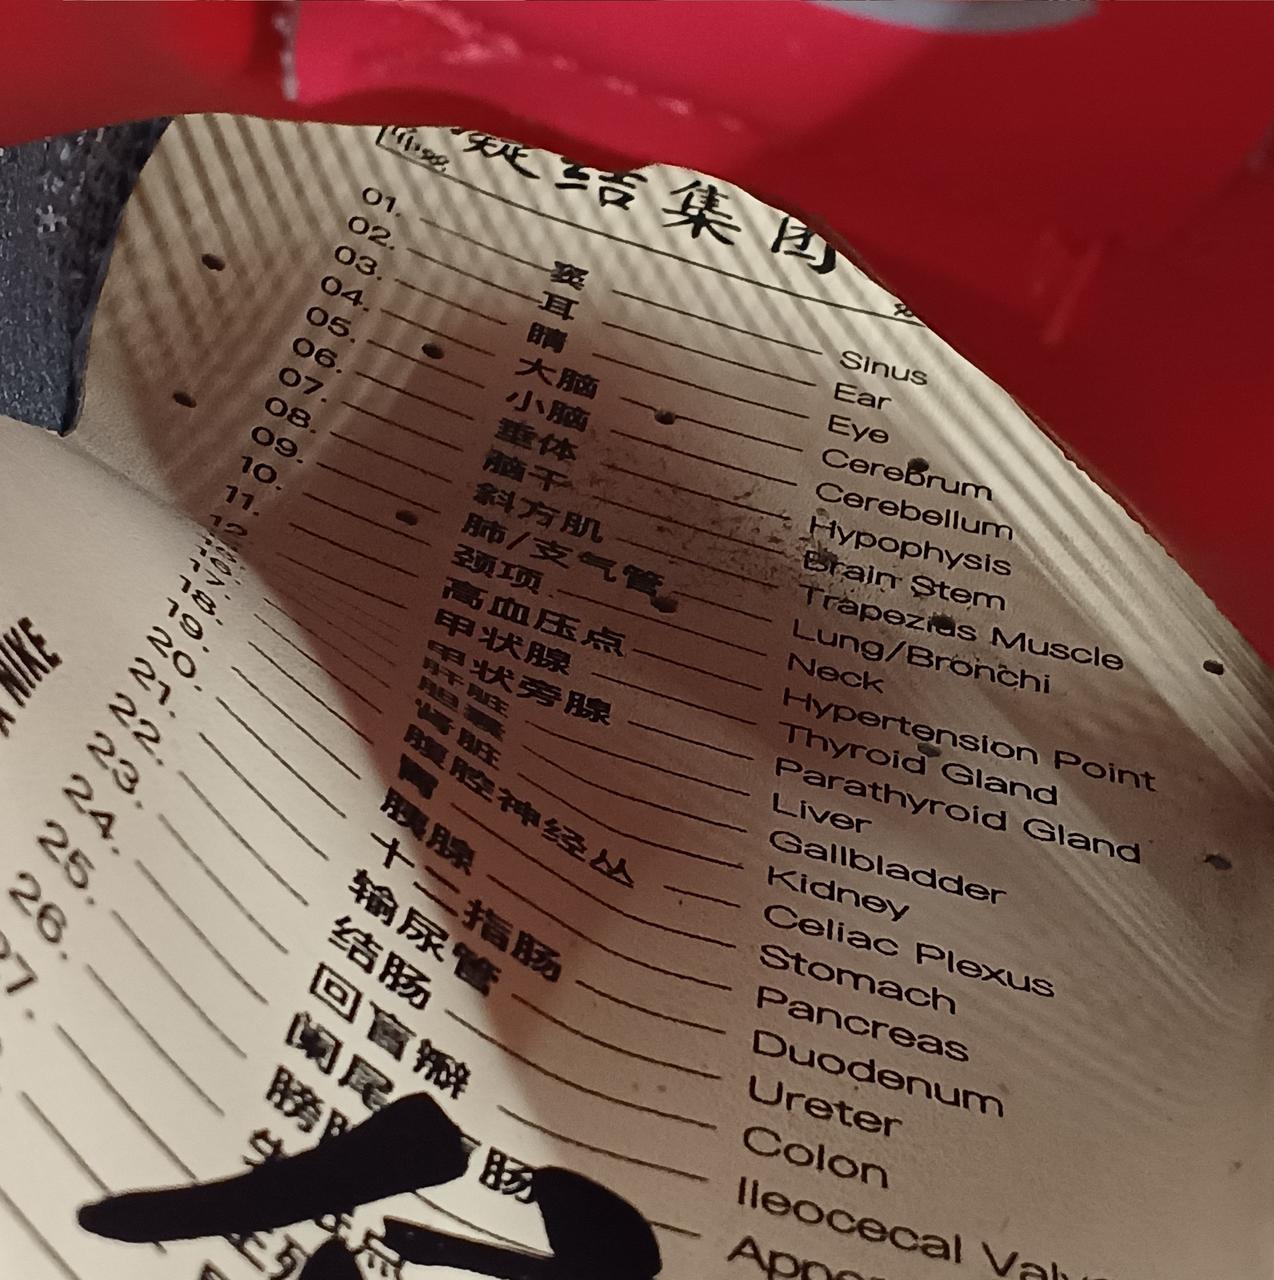 凝结集团
01. 窦 Sinus
02. 耳 Ear
03. 睛 Eye
04. 大脑 Cerebrum
05. 小脑 Cerebellum
06. 垂体 Hypophysis
07. 脑干 Brain Stem
08. 斜方肌 Trapezius Muscle
09. 肺/支气管 Lung/Bronchi
10. 颈项 Neck
11. 高血压点 Hypertension Point
12 甲状腺 Thyroid Gland
甲状旁腺 Parathyroid Gland
肝脏 Liver
胆囊 Gallbladder
肾脏 Kidney
腹腔神经丛 Celiac Plexus
18. 胃 Stomach
19. 胰腺 Pancreas
20. 十二指肠 Duodenum
21. 输尿管 Ureter
22. 结肠 Colon
23. 回盲瓣 Ileocecal
24. 阑尾 肠
25.
26.
NIKE